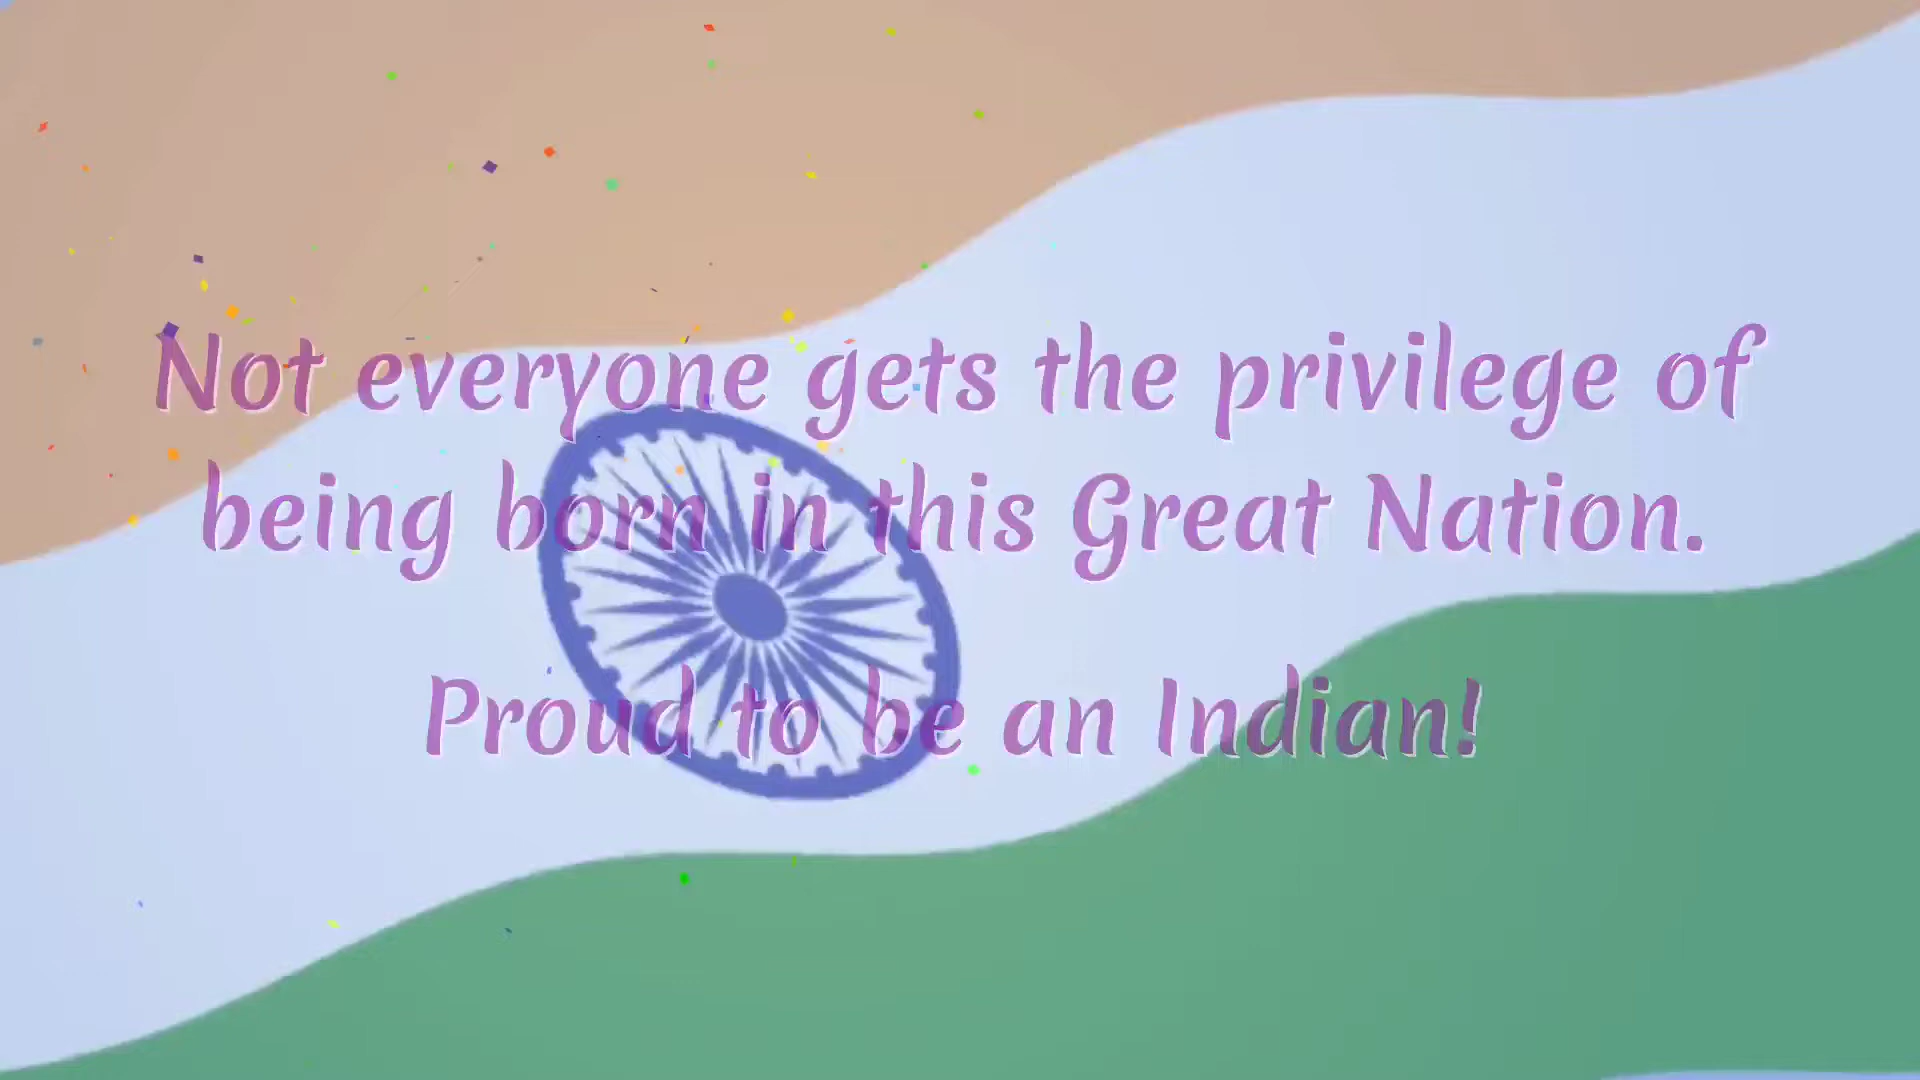 Not everyone gets the privilege of
being born in this Great Nation.
Proud to be an Indian!